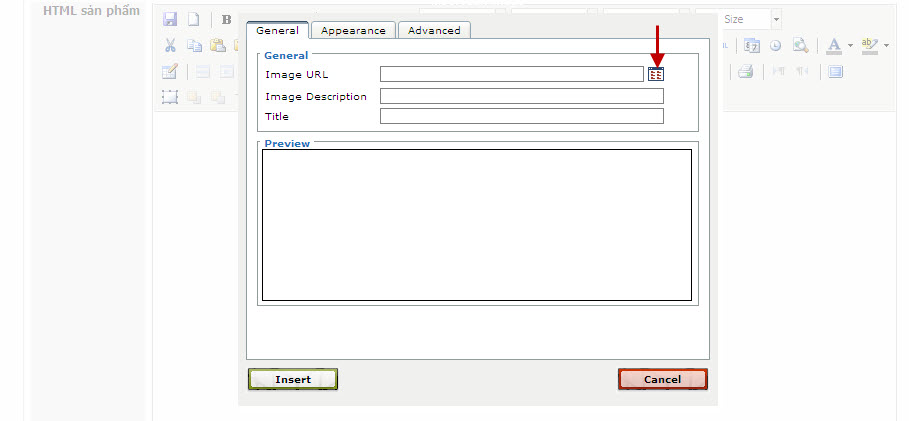 HTML sản phẩm
B
Size
General
Appearance
Advanced
General
Image URL
Image Description
Title
Preview
Insert
Cancel